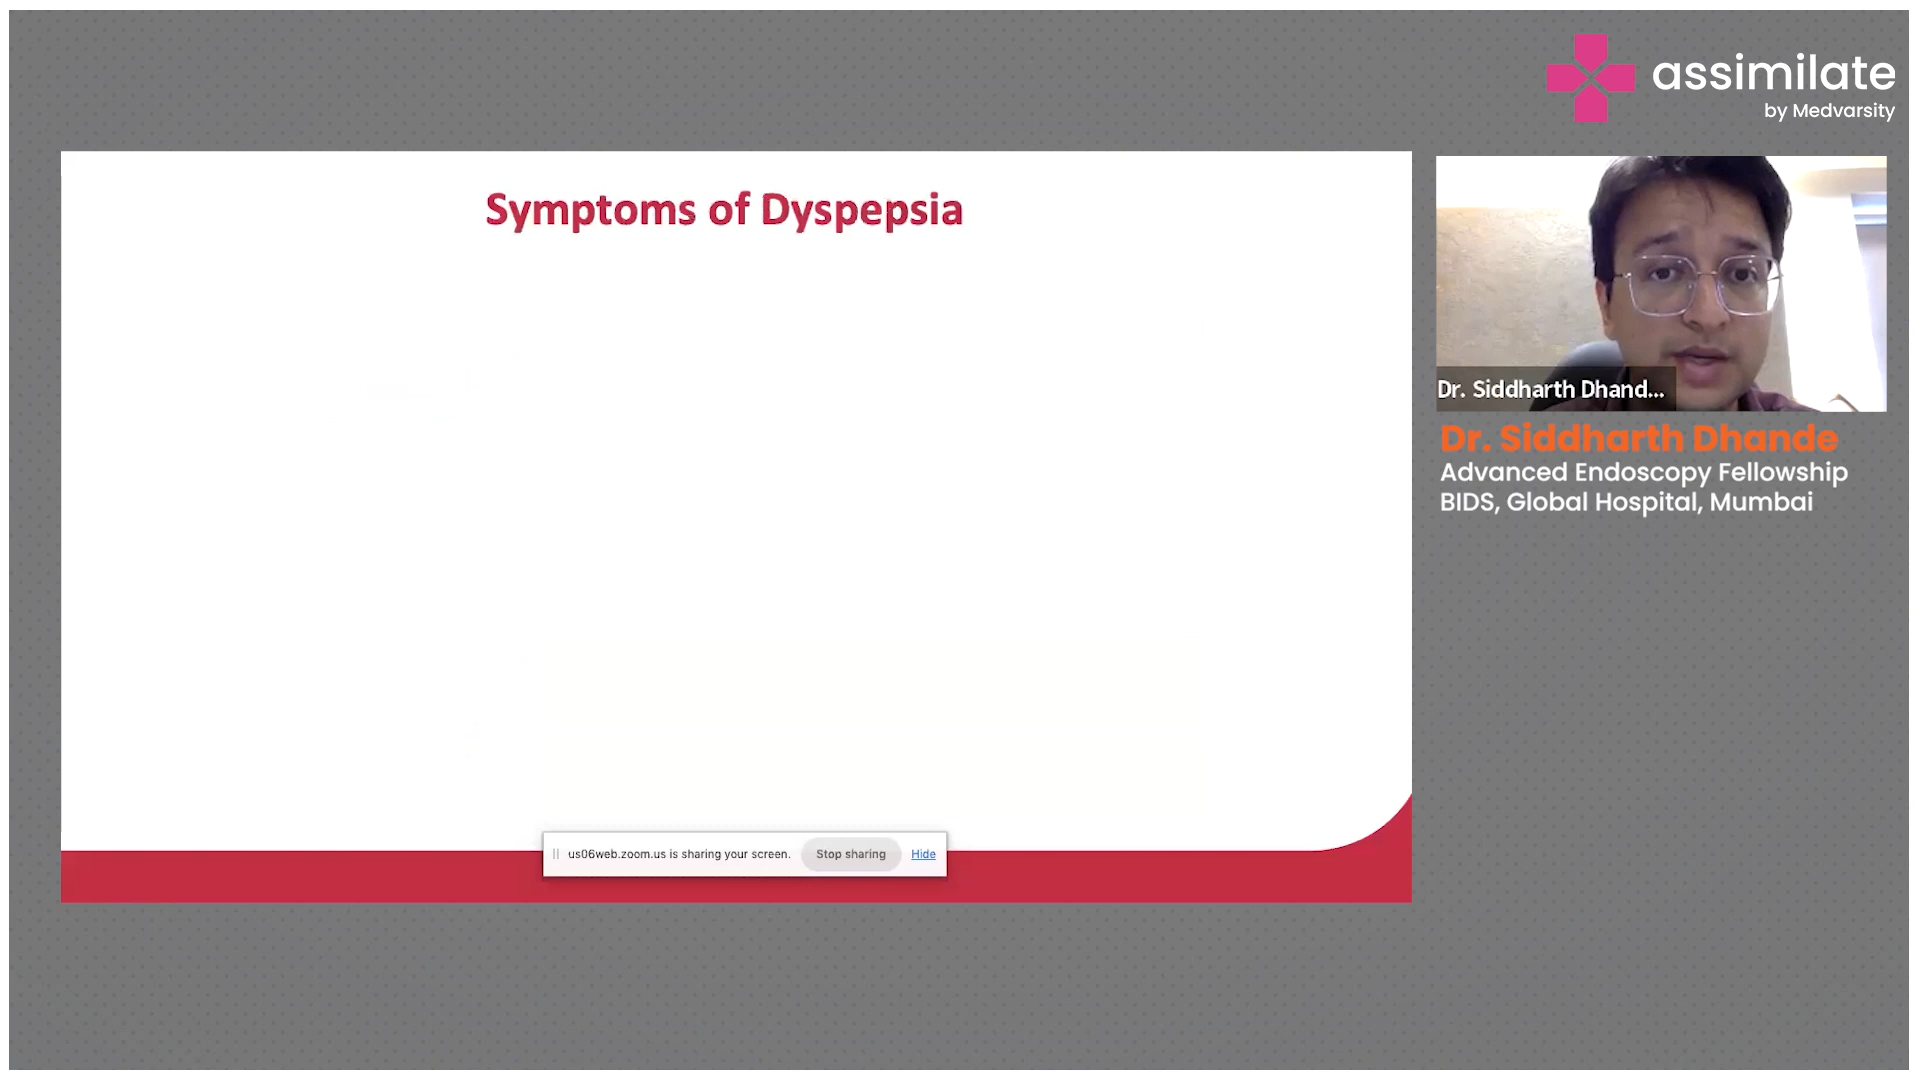 assimilate
by Medvarsity
Symptoms of Dyspepsia
Dr. Siddharth Dhand...
Dr. Siddharth Dhande
Advanced Endoscopy Fellowship
BIDS, Global Hospital, Mumbai
us06web.zoom.us is sharing your screen. Stop sharing Hide